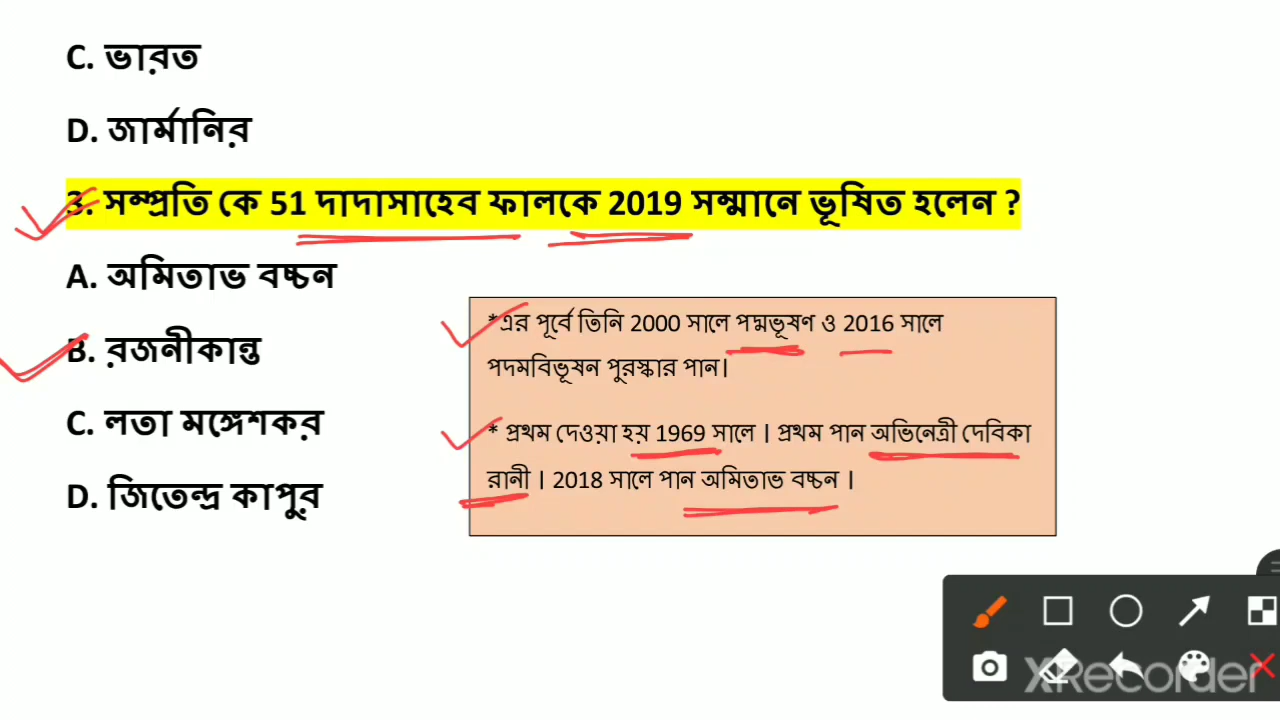 C. ভারত
D. জার্মানির
3. সম্প্রতি কে 51 দাদাসাহেব ফালকে 2019 সম্মানে ভূষিত হলেন ?
A. অমিতাভ বচ্চন
B. রজনীকান্ত
C. লতা মঙ্গেশকর
D. জিতেন্দ্র কাপুর
*এর পূর্বে তিনি 2000 সালে পদ্মভূষণ ও 2016 সালে
পদমবিভূষন পুরস্কার পান।
* প্রথম দেওয়া হয় 1969 সালে । প্রথম পান অভিনেত্রী দেবিকা
রানী । 2018 সালে পান অমিতাভ বচ্চন ।
XRecorder